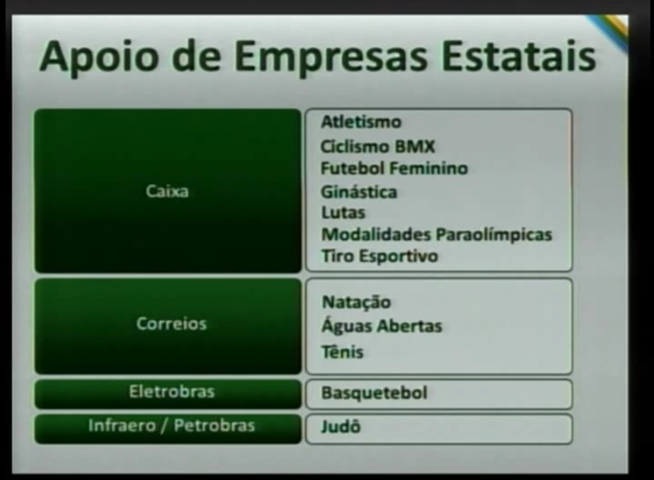 Apoio de Empresas Estatais
Caixa
Atletismo
Ciclismo BMX
Futebol Feminino
Ginástica
Lutas
Modalidades Paraolímpicas
Tiro Esportivo
Correios
Natação
Águas Abertas
Tênis
Eletrobras
Basquetebol
Infraero / Petrobras
Judô